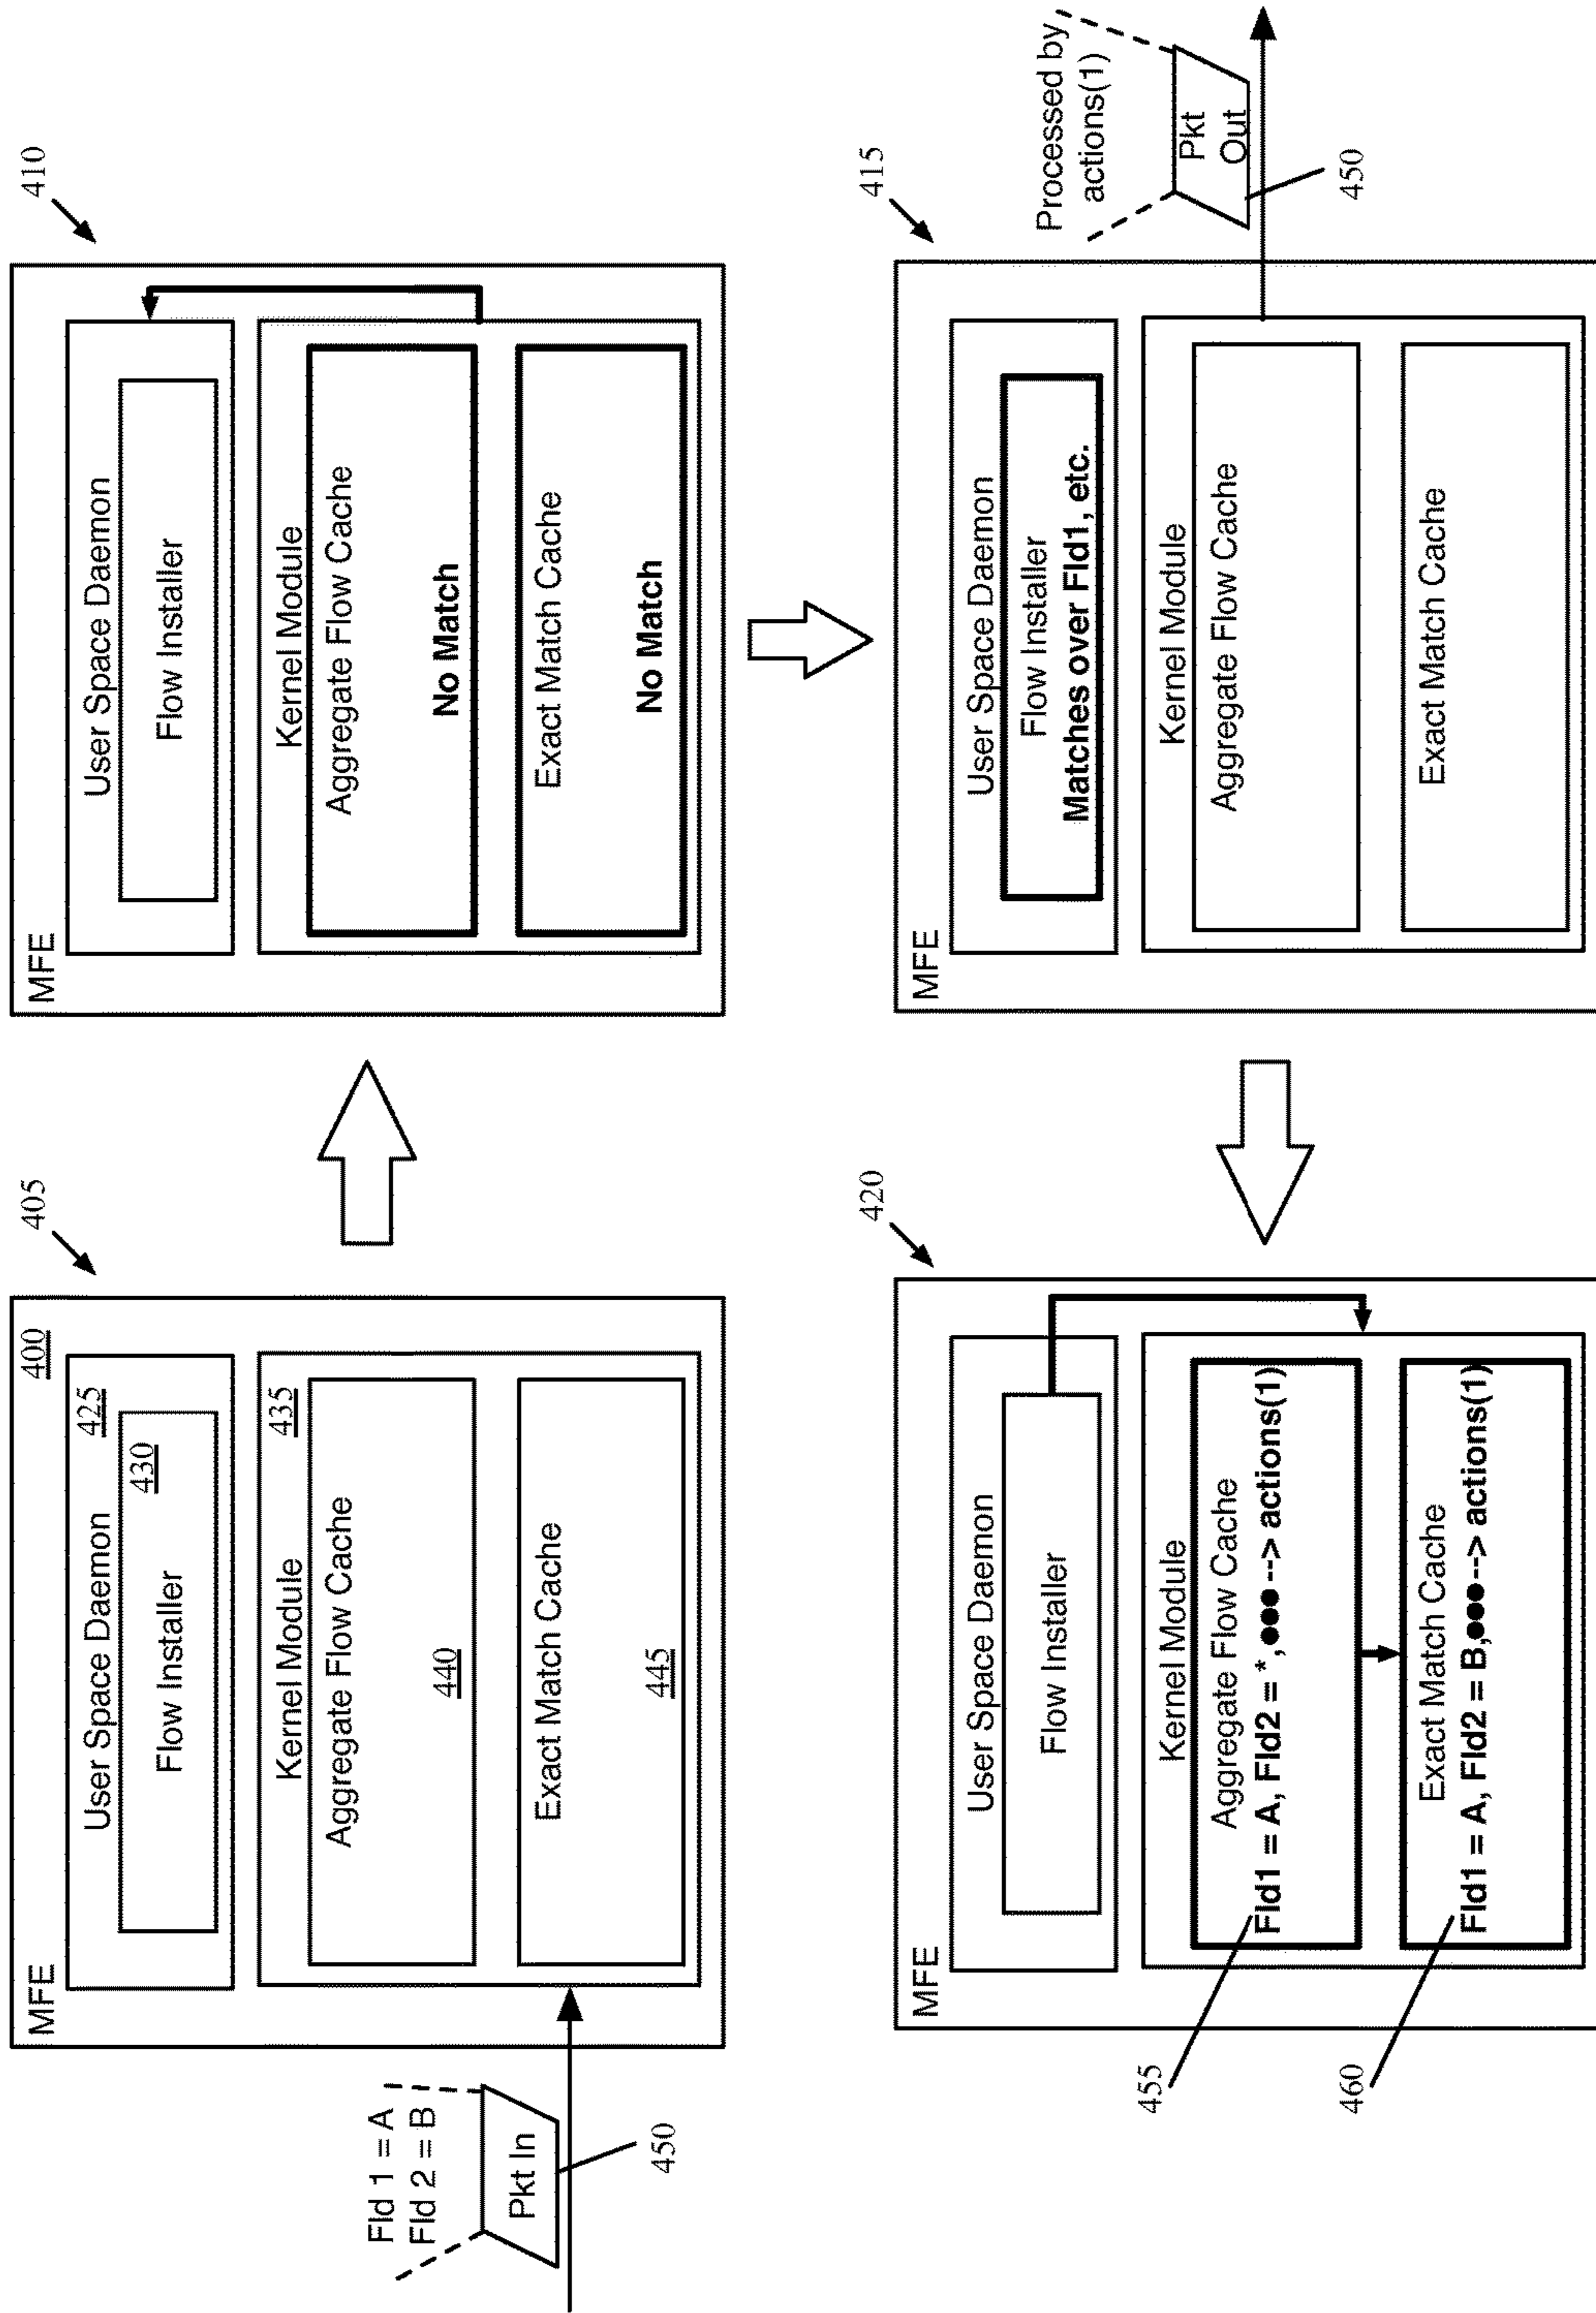 405
MFE
400
User Space Daemon
425
Flow Installer
430
Kernel Module
435
Aggregate Flow Cache
440
Exact Match Cache
445
Fld 1 = A
Fld 2 = B
Pkt In
450
410
MFE
User Space Daemon
Flow Installer
Kernel Module
Aggregate Flow Cache
No Match
Exact Match Cache
No Match
420
MFE
User Space Daemon
Flow Installer
Kernel Module
Aggregate Flow Cache
Fld1 = A, Fld2 = *,●●●--> actions(1)
Exact Match Cache
Fld1 = A, Fld2 = B,●●●--> actions(1)
455
460
415
MFE
User Space Daemon
Flow Installer
Matches over Fld1, etc.
Kernel Module
Aggregate Flow Cache
Exact Match Cache
Processed by
actions(1)
Pkt
Out
450